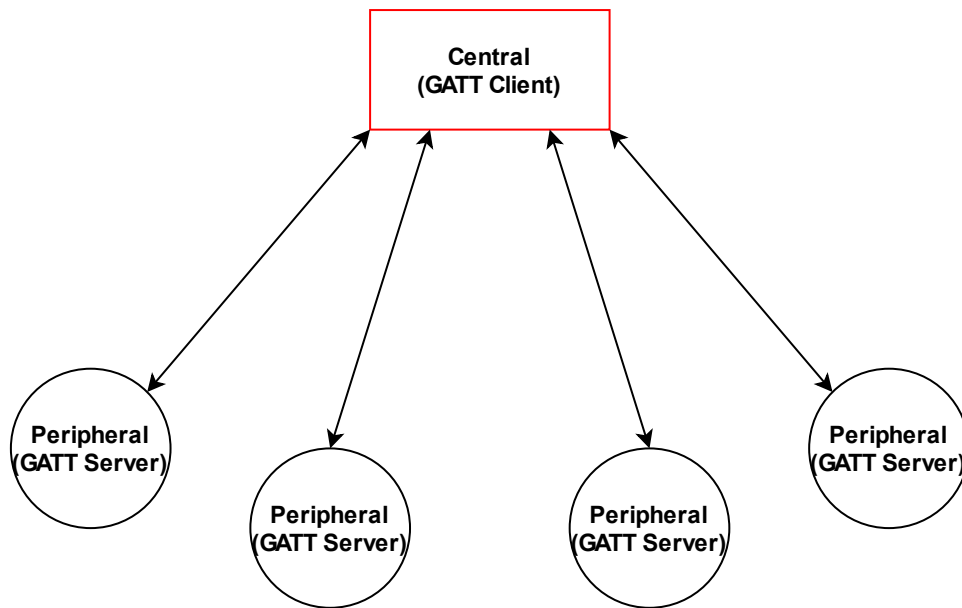 Central
(GATT Client)
Peripheral
(GATT Server)
Peripheral
(GATT Server)
Peripheral
(GATT Server)
Peripheral
(GATT Server)